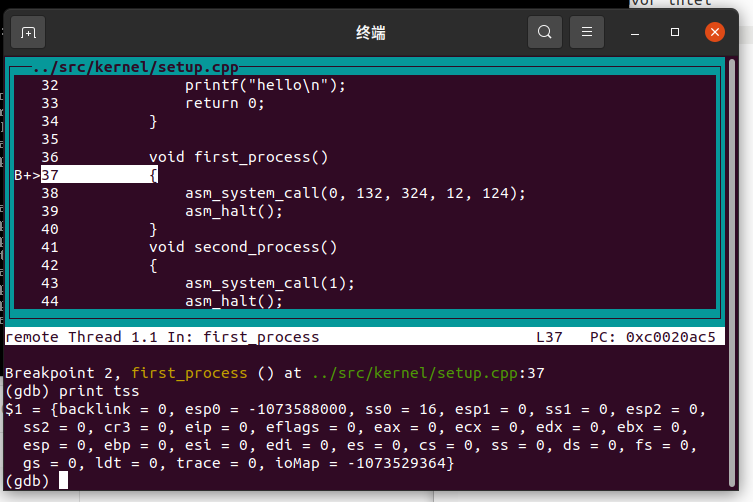 vor intel
终端
../src/kernel/setup.cpp
32 printf("hello\n");
33 return 0;
34 }
35
36 void first_process()
B+>37 {
38 asm_system_call(0, 132, 324, 12, 124);
39 asm_halt();
40 }
41 void second_process()
42 {
43 asm_system_call(1);
44 asm_halt();
remote Thread 1.1 In: first_process L37 PC: 0xc0020ac5
Breakpoint 2, first_process () at ../src/kernel/setup.cpp:37
(gdb) print tss
$1 = {backlink = 0, esp0 = -1073588000, ss0 = 16, esp1 = 0, ss1 = 0, esp2 = 0,
ss2 = 0, cr3 = 0, eip = 0, eflags = 0, eax = 0, ecx = 0, edx = 0, ebx = 0,
esp = 0, ebp = 0, esi = 0, edi = 0, es = 0, cs = 0, ss = 0, ds = 0, fs = 0,
gs = 0, ldt = 0, trace = 0, ioMap = -1073529364}
(gdb)